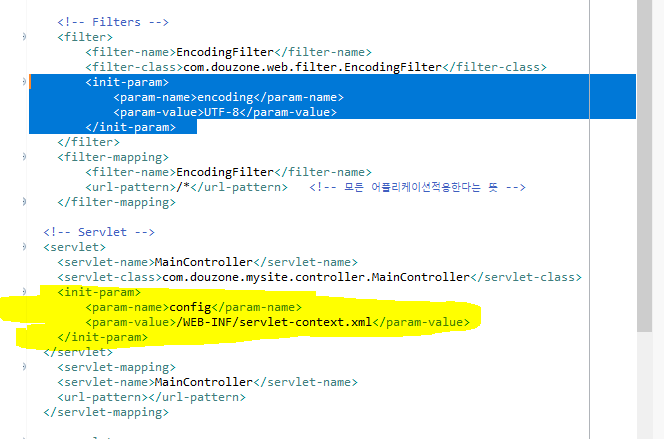 <!-- Filters -->
<filter>
<filter-name>EncodingFilter</filter-name>
<filter-class>com.douzone.web.filter.EncodingFilter</filter-class>
<init-param>
<param-name>encoding</param-name>
<param-value>UTF-8</param-value>
</init-param>
</filter>
<filter-mapping>
<filter-name>EncodingFilter</filter-name>
<url-pattern>/*</url-pattern> <!-- 모든 어플리케이션적용한다는 뜻 -->
</filter-mapping>
<!-- Servlet -->
<servlet>
<servlet-name>MainController</servlet-name>
<servlet-class>com.douzone.mysite.controller.MainController</servlet-class>
<init-param>
<param-name>config</param-name>
<param-value>/WEB-INF/servlet-context.xml</param-value>
</init-param>
</servlet>
<servlet-mapping>
<servlet-name>MainController</servlet-name>
<url-pattern></url-pattern>
</servlet-mapping>